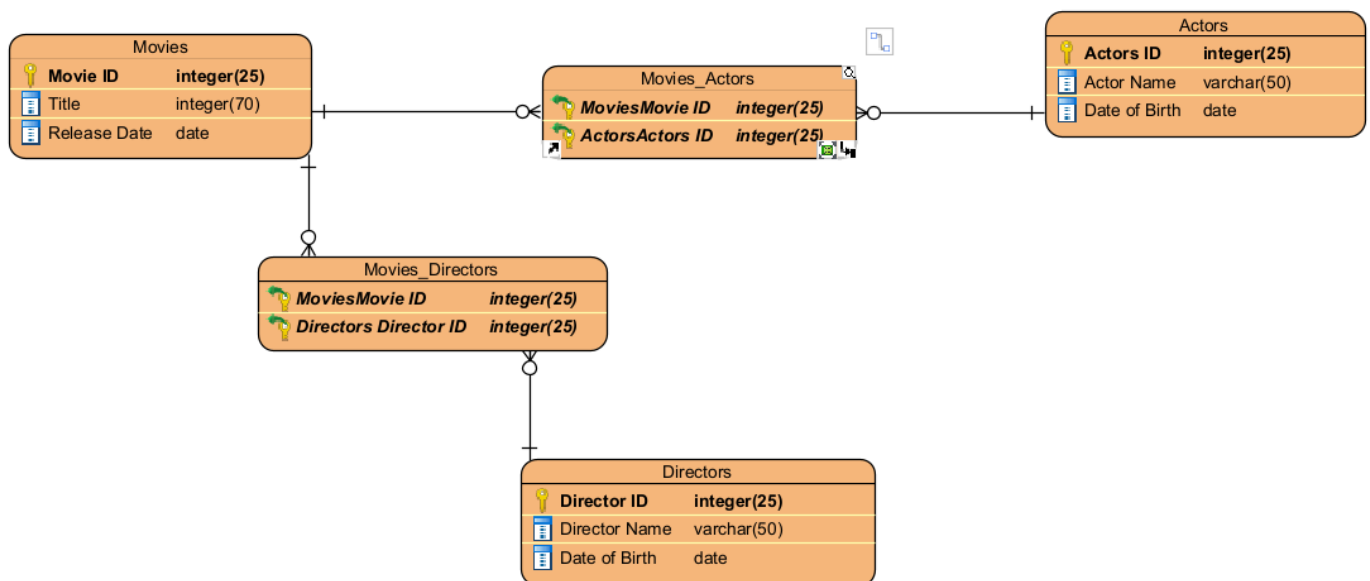 Movies
Movie ID integer(25)
Title integer(70)
Release Date date
Movies_Actors
MoviesMovie ID integer(25)
ActorsActors ID integer(25)
Actors
Actors ID integer(25)
Actor Name varchar(50)
Date of Birth date
Movies_Directors
MoviesMovie ID integer(25)
Directors Director ID integer(25)
Directors
Director ID integer(25)
Director Name varchar(50)
Date of Birth date